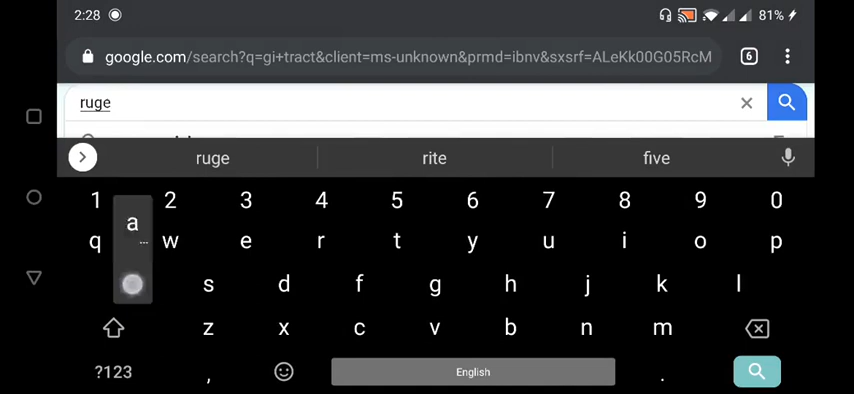 2:28 81%
google.com/search?q=gi+tract&client=ms-unknown&prmd=ibnv&sxsrf=ALeKk00G05RcM 6
ruge
ruge rite five
1 2 3 4 5 6 7 8 9 0
a
q w e r t y u i o p
s d f g h j k l
z x c v b n m
?123 , English .